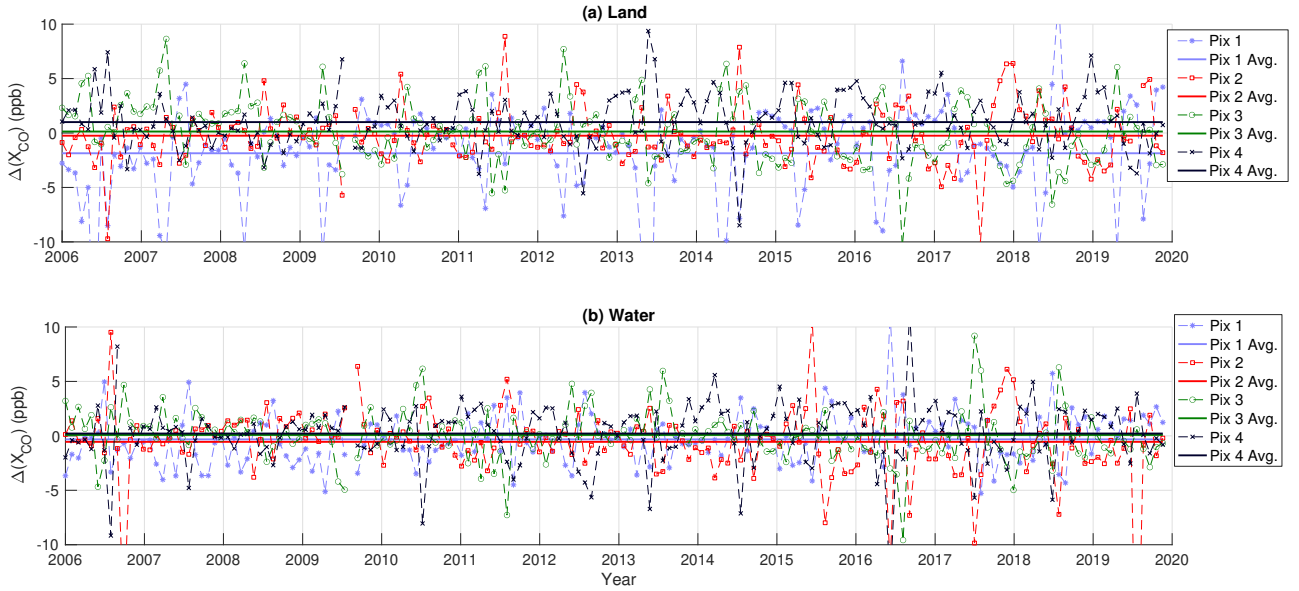 (a) Land
Δ(X_CO) (ppb)
10
5
0
-5
-10
2006 2007 2008 2009 2010 2011 2012 2013 2014 2015 2016 2017 2018 2019 2020
Pix 1
Pix 1 Avg.
Pix 2
Pix 2 Avg.
Pix 3
Pix 3 Avg.
Pix 4
Pix 4 Avg.
(b) Water
Δ(X_CO) (ppb)
10
5
0
-5
-10
2006 2007 2008 2009 2010 2011 2012 2013 2014 2015 2016 2017 2018 2019 2020
Year
Pix 1
Pix 1 Avg.
Pix 2
Pix 2 Avg.
Pix 3
Pix 3 Avg.
Pix 4
Pix 4 Avg.